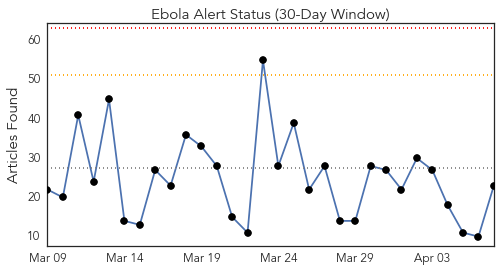 Ebola Alert Status (30-Day Window)
Articles Found
60
50
40
30
20
10
Mar 09 Mar 14 Mar 19 Mar 24 Mar 29 Apr 03